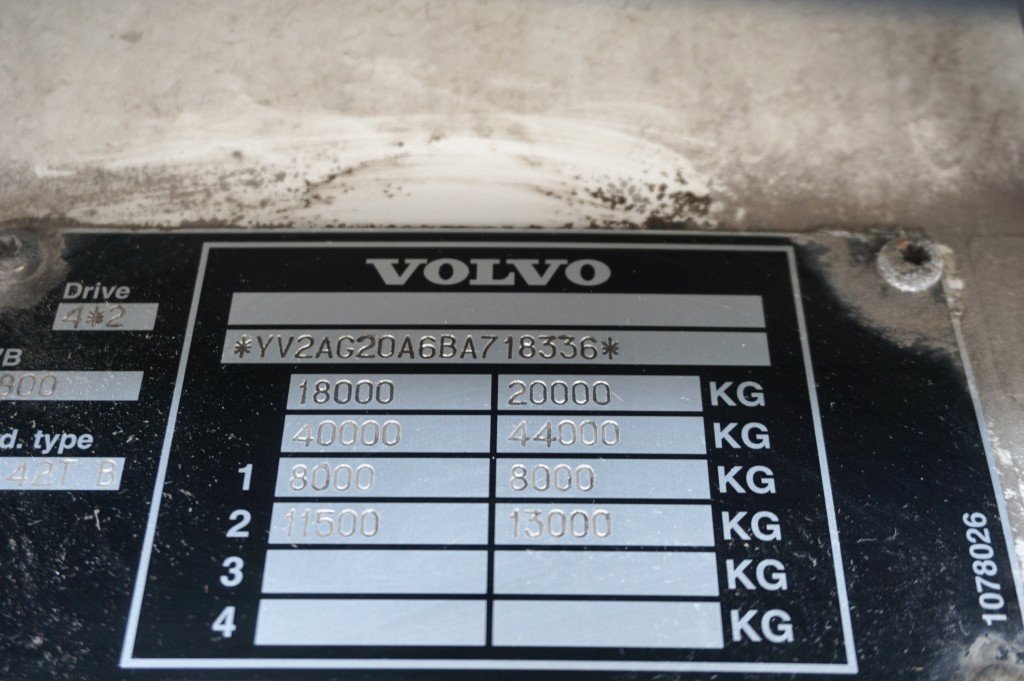 VOLVO
Drive
4*2
*YV2AG20A6BA718336*
18000 20000 KG
40000 44000 KG
d. type
42T B
1 8000 8000 KG
2 11500 13000 KG
3 KG
4 KG
1078026